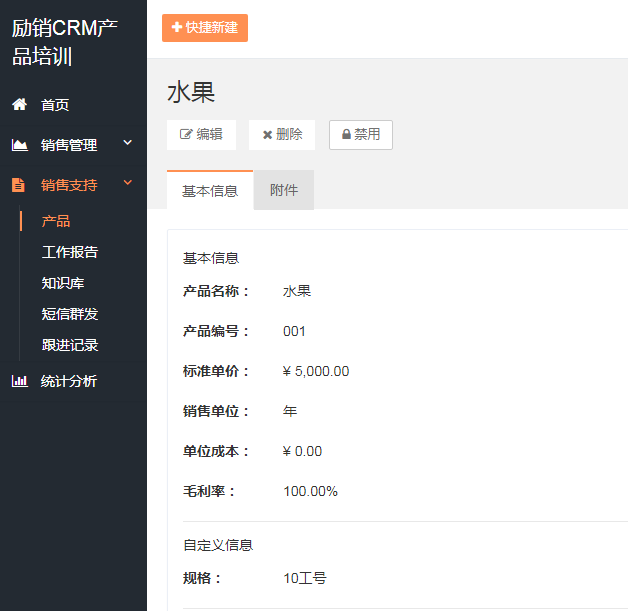 励销CRM产
品培训
首页
销售管理
销售支持
产品
工作报告
知识库
短信群发
跟进记录
统计分析
快捷新建
水果
编辑 删除 禁用
基本信息 附件
基本信息
产品名称： 水果
产品编号： 001
标准单价： ¥ 5,000.00
销售单位： 年
单位成本： ¥ 0.00
毛利率： 100.00%
自定义信息
规格： 10工号